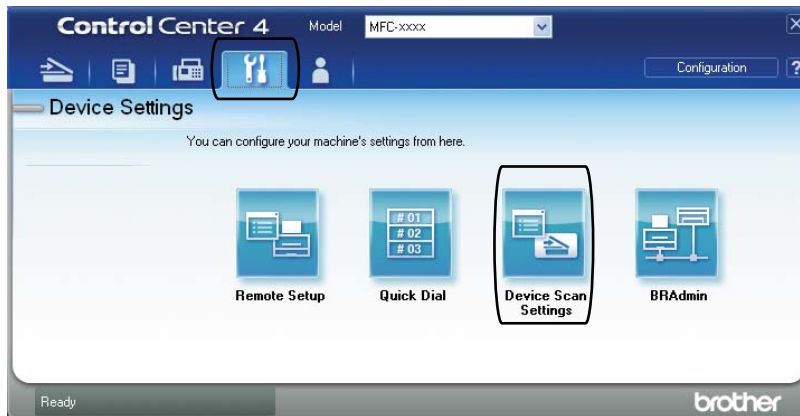 Control Center 4 Model MFC-xxxx
Configuration ?
Device Settings
You can configure your machine's settings from here.
# 01
# 02
# 03
Remote Setup Quick Dial Device Scan Settings BRAdmin
Ready brother